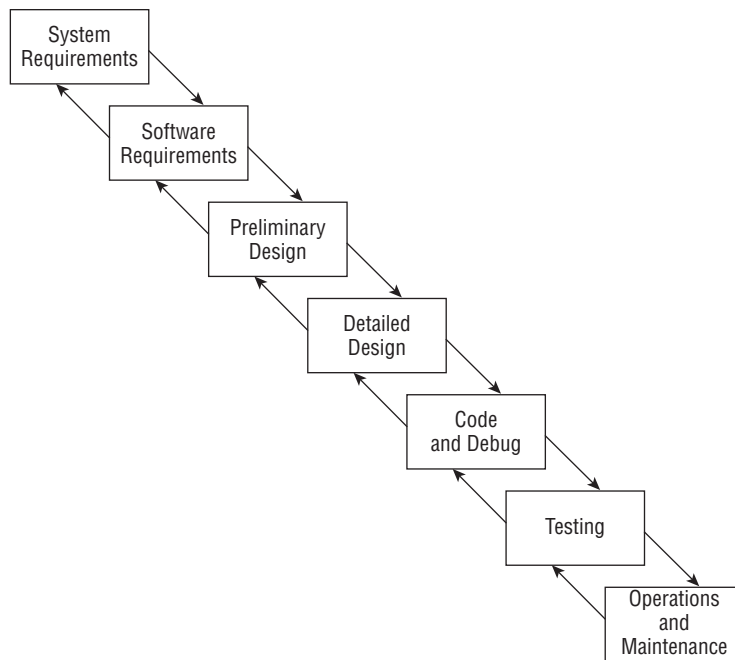 System
Requirements
Software
Requirements
Preliminary
Design
Detailed
Design
Code
and Debug
Testing
Operations
and
Maintenance